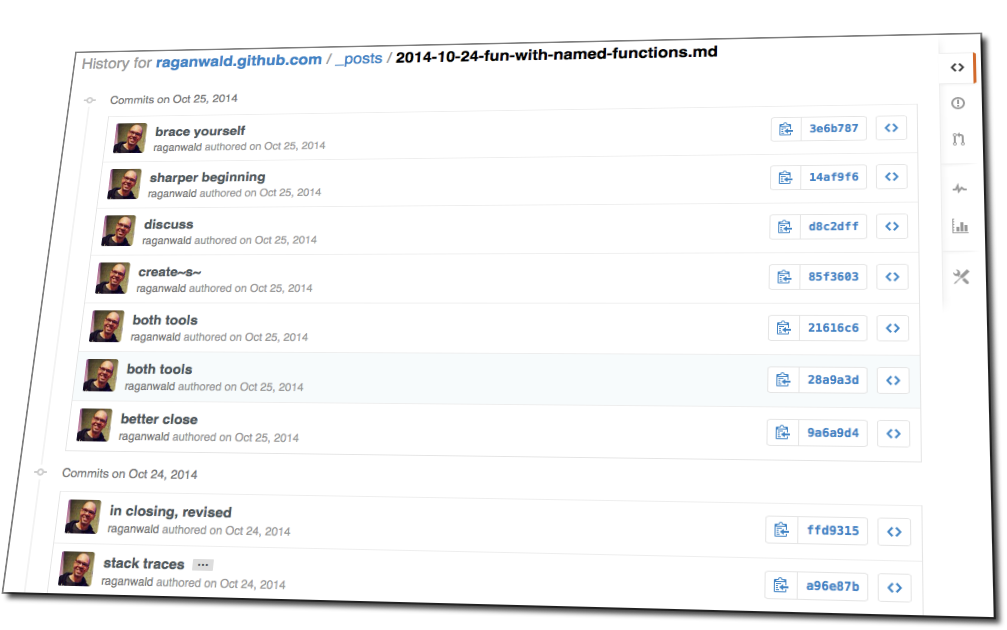 History for raganwald.github.com / _posts / 2014-10-24-fun-with-named-functions.md
Commits on Oct 25, 2014
brace yourself
raganwald authored on Oct 25, 2014
3e6b787
sharper beginning
raganwald authored on Oct 25, 2014
14af9f6
discuss
raganwald authored on Oct 25, 2014
d8c2dff
create~s~
raganwald authored on Oct 25, 2014
85f3603
both tools
raganwald authored on Oct 25, 2014
21616c6
both tools
raganwald authored on Oct 25, 2014
28a9a3d
better close
raganwald authored on Oct 25, 2014
9a6a9d4
Commits on Oct 24, 2014
in closing, revised
raganwald authored on Oct 24, 2014
ffd9315
stack traces ...
raganwald authored on Oct 24, 2014
a96e87b